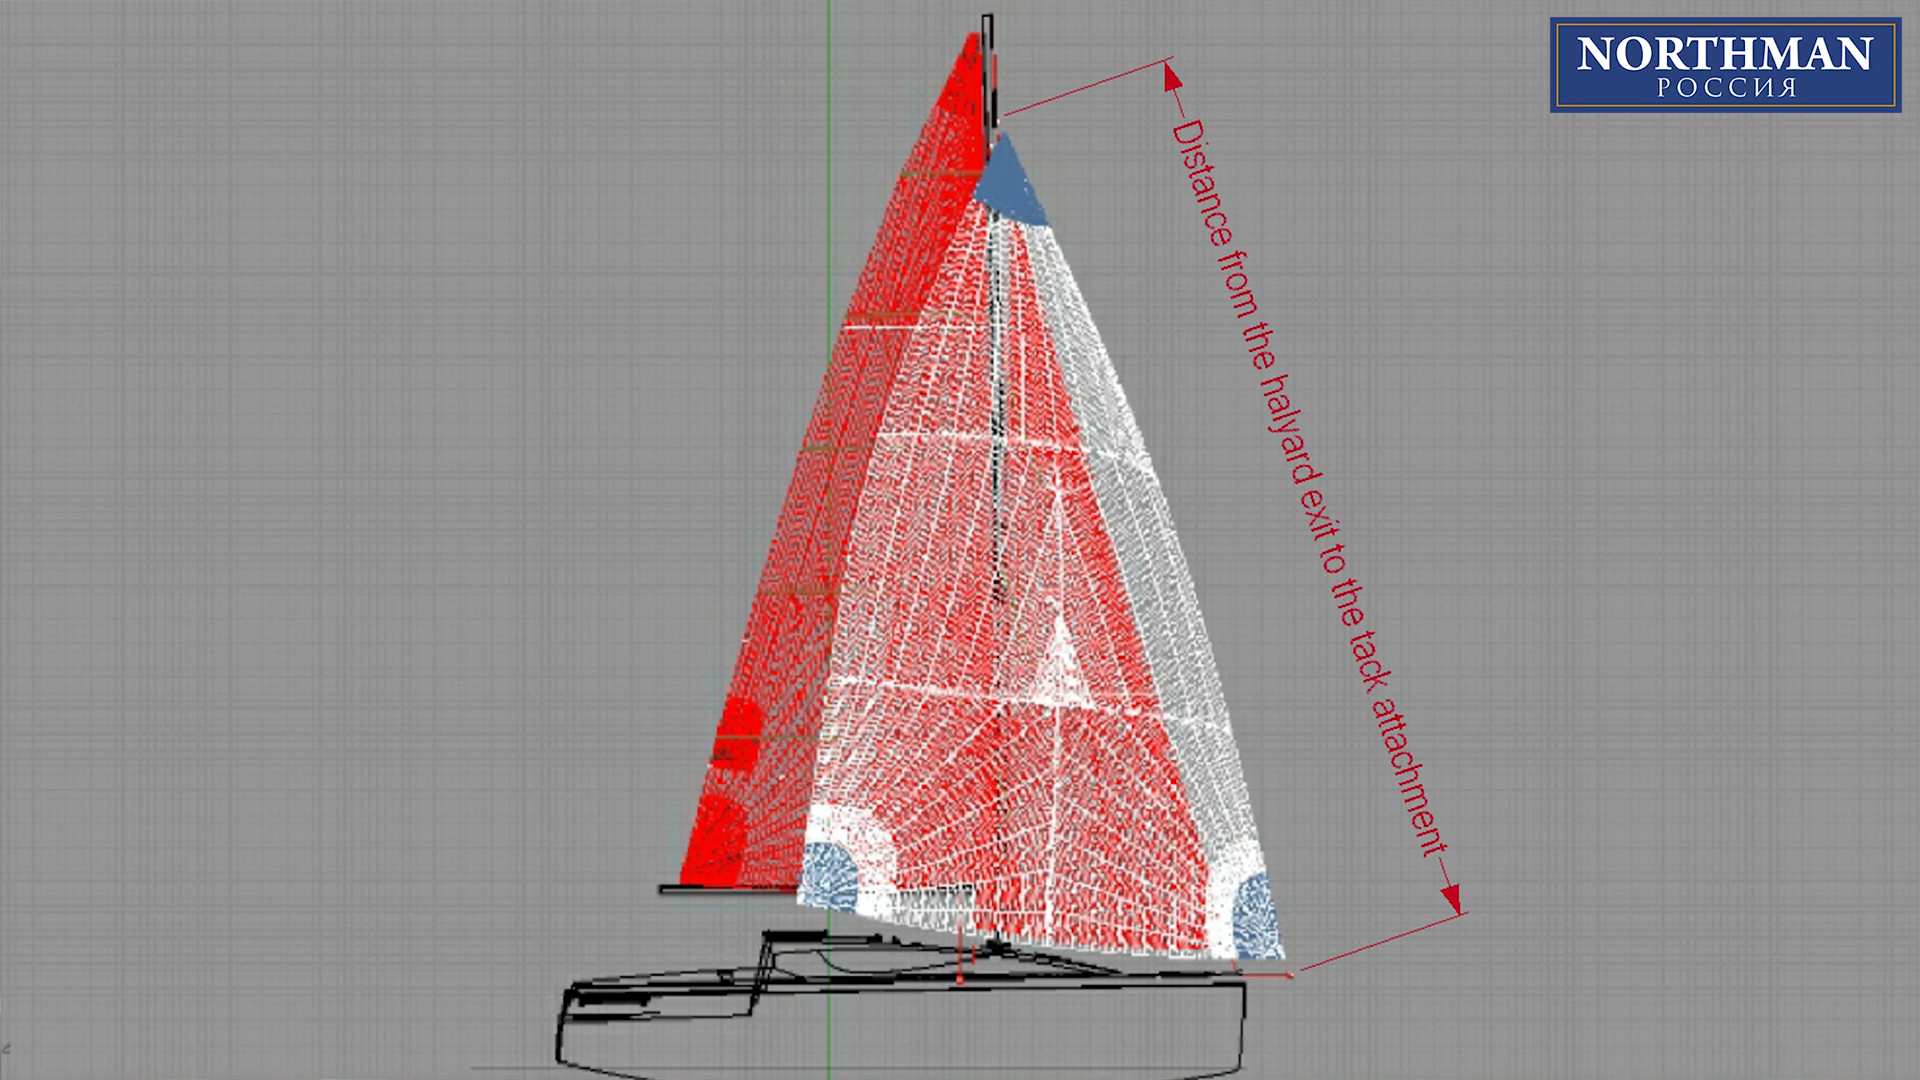 NORTHMAN
РОССИЯ
Distance from the halyard exit to the tack attachment